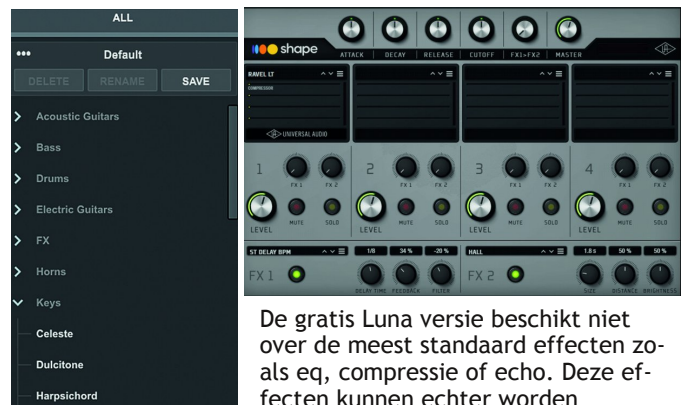 ALL
••• Default
DELETE RENAME SAVE
Acoustic Guitars
Bass
Drums
Electric Guitars
FX
Horns
Keys
Celeste
Dulcitone
Harpsichord
shape
ATTACK DECAY RELEASE CUTOFF FX1>FX2 MASTER
RAVEL LT
COMPRESSOR
UNIVERSAL AUDIO
1 FX 1 FX 2 2 FX 1 FX 2 3 FX 1 FX 2 4 FX 1 FX 2
LEVEL MUTE SOLO LEVEL MUTE SOLO LEVEL MUTE SOLO LEVEL MUTE SOLO
ST DELAY BPM 1/8 34 % -20 % HALL 1.8 s 50 % 50 %
FX 1 DELAY TIME FEEDBACK FILTER FX 2 SIZE DISTANCE BRIGHTNESS
De gratis Luna versie beschikt niet
over de meest standaard effecten zo-
als eq, compressie of echo. Deze ef-
fecten kunnen echter worden